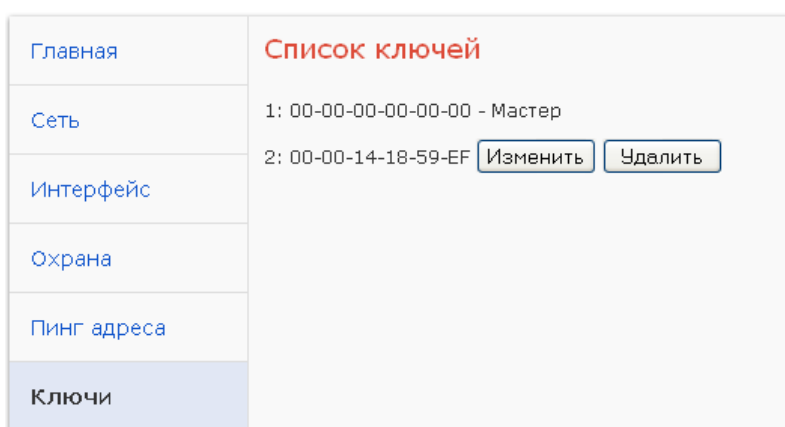 Главная
Сеть
Интерфейс
Охрана
Пинг адреса
Ключи
Список ключей
1: 00-00-00-00-00-00 - Мастер
2: 00-00-14-18-59-EF Изменить Удалить